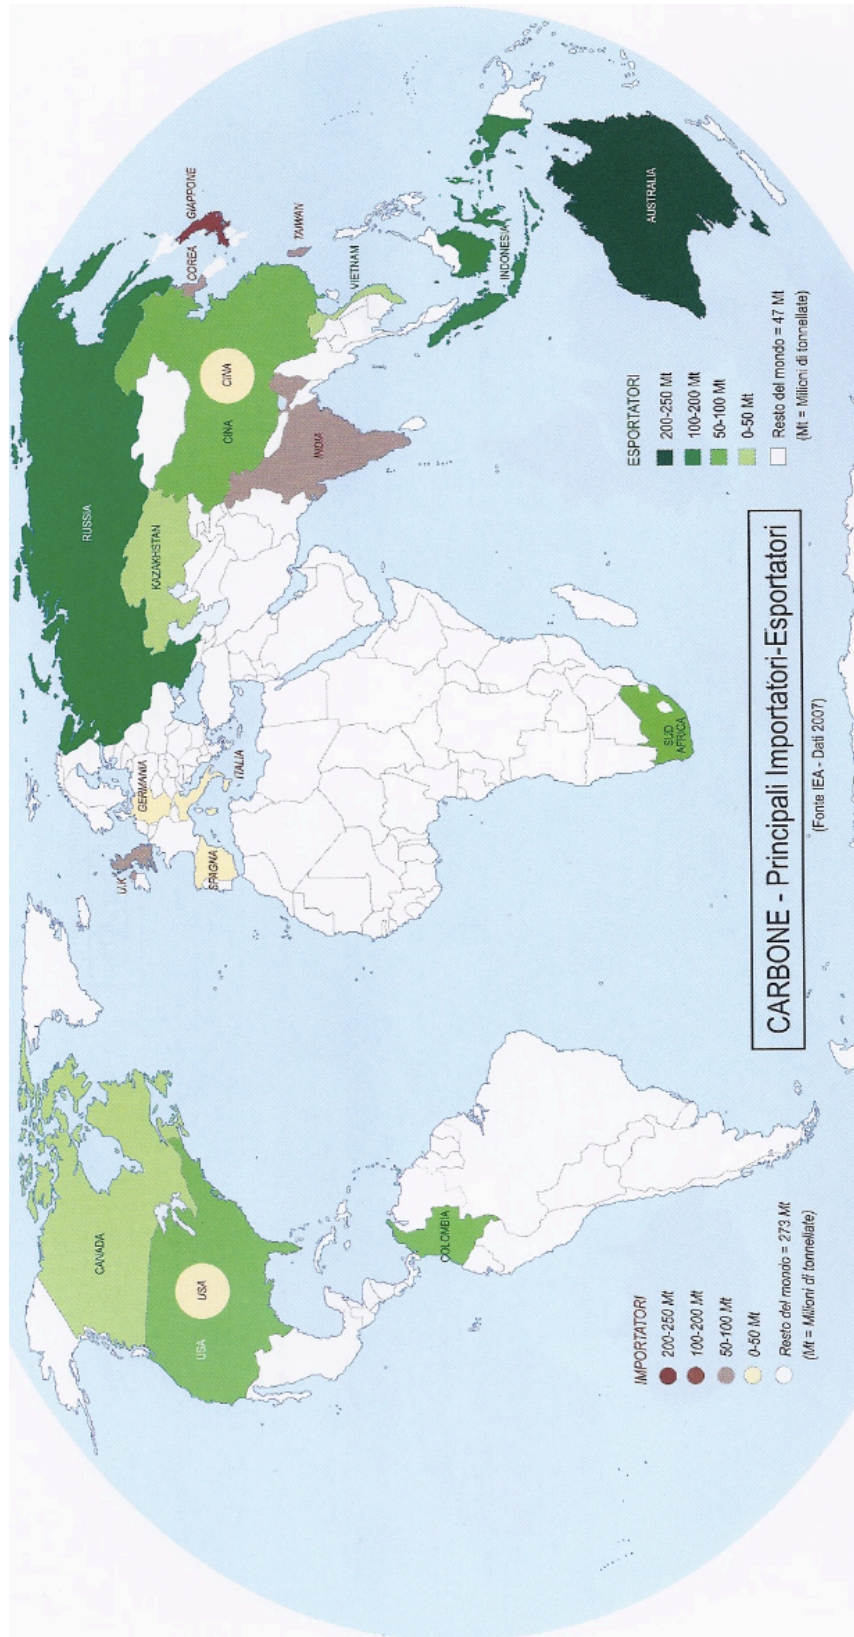 CANADA
USA
USA
COLOMBIA
U.K
GERMANIA
SPAGNA
ITALIA
RUSSIA
KAZAKHSTAN
CINA
CINA
INDIA
COREA
GIAPPONE
TAIWAN
VIETNAM
INDONESIA
AUSTRALIA
SUD
AFRICA
IMPORTATORI
200-250 Mt
100-200 Mt
50-100 Mt
0-50 Mt
Resto del mondo = 273 Mt
(Mt = Milioni di tonnellate)
CARBONE - Principali Importatori-Esportatori
(Fonte IEA - Dati 2007)
ESPORTATORI
200-250 Mt
100-200 Mt
50-100 Mt
0-50 Mt
Resto del mondo = 47 Mt
(Mt = Milioni di tonnellate)